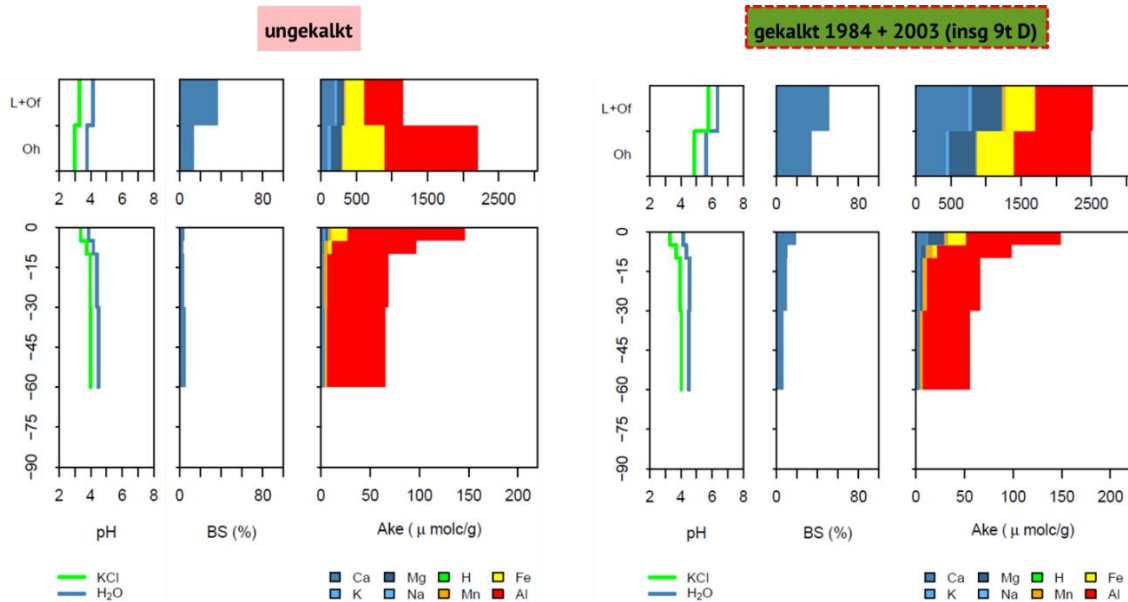 ungekalkt
gekalkt 1984 + 2003 (insg 9t D)
L+Of
Oh
2 4 6 8
0 80
0 500 1500 2500
2 4 6 8
0 80
0 500 1500 2500
0
−15
−30
−45
−60
−75
−90
0
−15
−30
−45
−60
−75
−90
2 4 6 8
0 80
0 50 100 150 200
2 4 6 8
0 80
0 50 100 150 200
pH
BS (%)
Ake ( μ molc/g)
pH
BS (%)
Ake ( μ molc/g)
KCl
H₂O
Ca Mg H Fe
K Na Mn Al
KCl
H₂O
Ca Mg H Fe
K Na Mn Al
L+Of
Oh